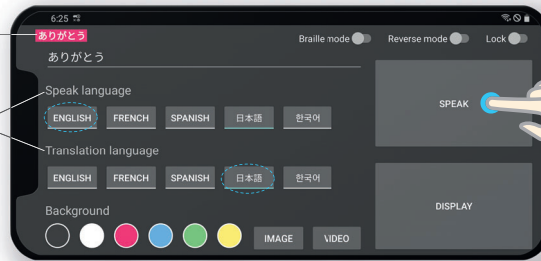 6:25
ありがとう
Braille mode
Reverse mode
Lock
ありがとう
Speak language
ENGLISH
FRENCH
SPANISH
日本語
한국어
SPEAK
Translation language
ENGLISH
FRENCH
SPANISH
日本語
한국어
Background
IMAGE
VIDEO
DISPLAY